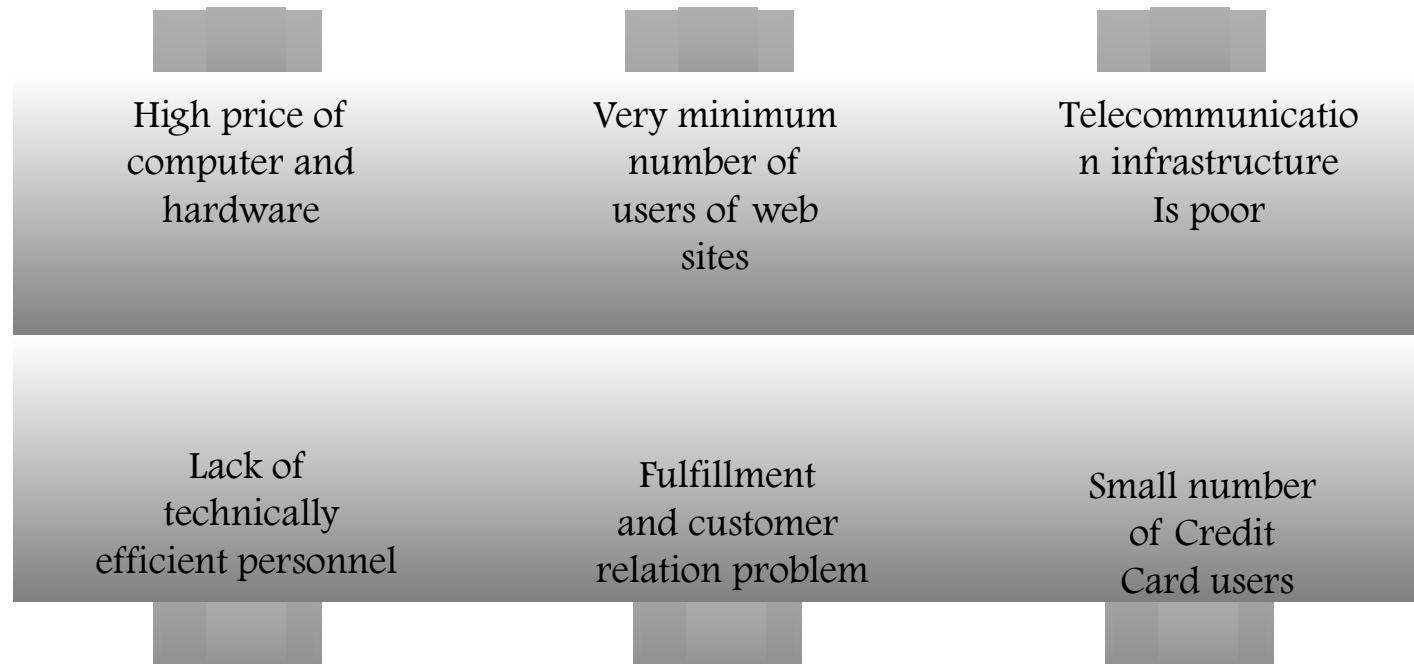 High price of
computer and
hardware
Very minimum
number of
users of web
sites
Telecommunicatio
n infrastructure
Is poor
Lack of
technically
efficient personnel
Fulfillment
and customer
relation problem
Small number
of Credit
Card users